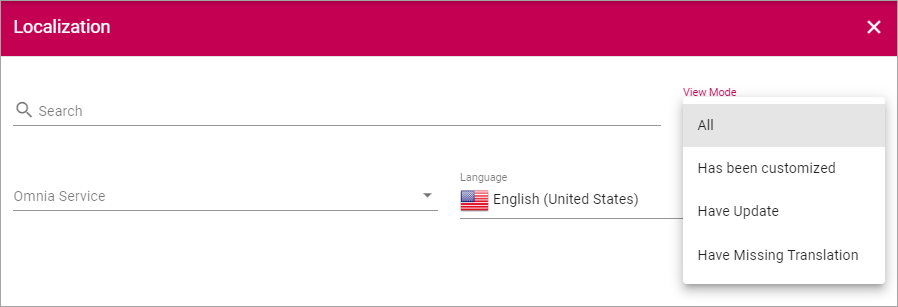 Localization
Search
View Mode
All
Has been customized
Have Update
Have Missing Translation
Omnia Service
Language
English (United States)